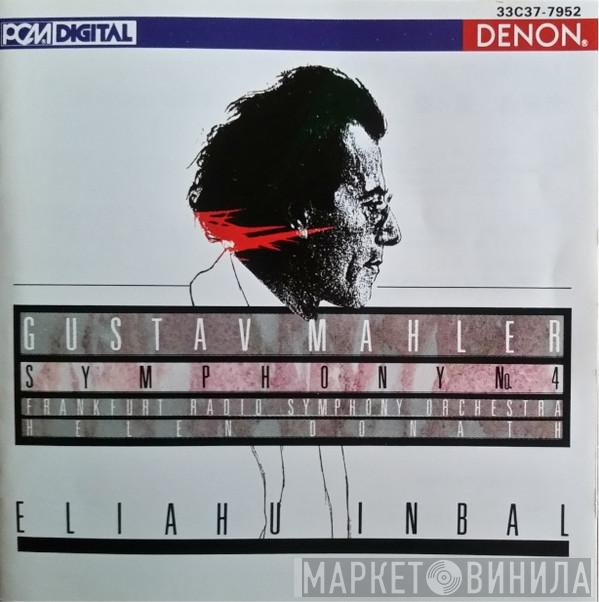 33C37-7952
PCM DIGITAL
DENON®
GUSTAV MAHLER
SYMPHONY No. 4
FRANKFURT RADIO SYMPHONY ORCHESTRA
HELEN DONATH
ELIAHU INBAL
МАРКЕТ ВИНИЛА